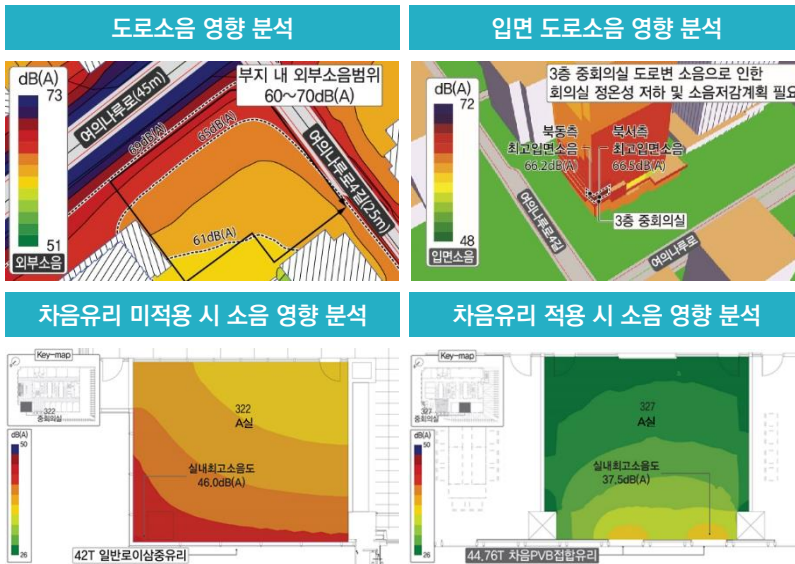 도로소음 영향 분석
입면 도로소음 영향 분석
dB(A)
73
51
외부소음
부지 내 외부소음범위
60~70dB(A)
여의나루로(45m)
69dB(A)
65dB(A)
여의나루로4길(25m)
61dB(A)
dB(A)
72
48
입면소음
3층 중회의실 도로변 소음으로 인한
회의실 정온성 저하 및 소음저감계획 필요
북동측
최고입면소음
66.2dB(A)
북서측
최고입면소음
66.5dB(A)
3층 중회의실
여의나루로4길
여의나루로
차음유리 미적용 시 소음 영향 분석
차음유리 적용 시 소음 영향 분석
Key-map
322
중회의실
dB(A)
50
26
322
A실
실내최고소음도
46.0dB(A)
42T 일반로이삼중유리
Key-map
327
중회의실
dB(A)
50
26
327
A실
실내최고소음도
37.5dB(A)
44.76T 차음PVB접합유리